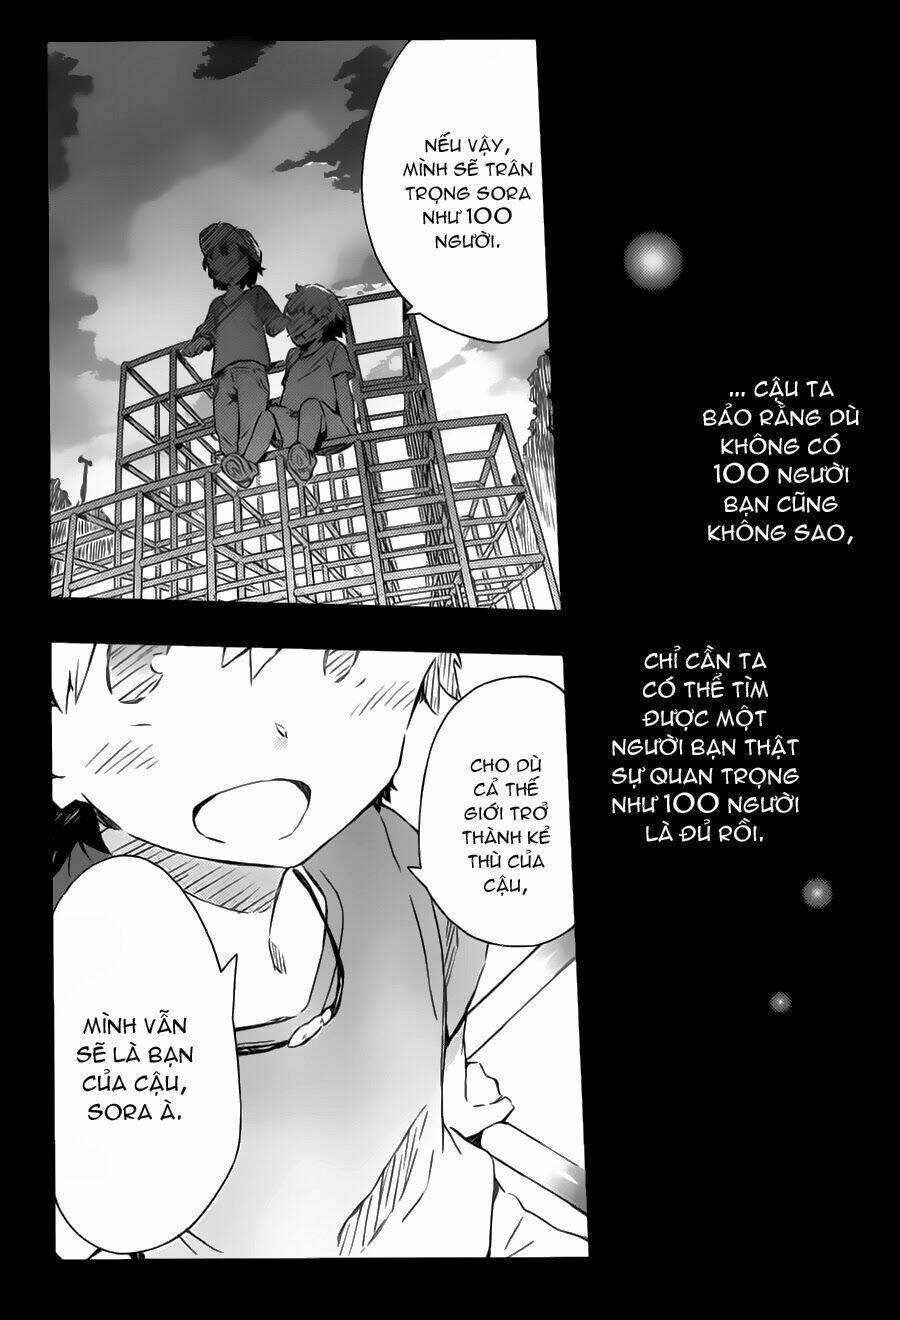 ... CẬU TA
BẢO RẰNG DÙ
KHÔNG CÓ
100 NGƯỜI
BẠN CŨNG
KHÔNG SAO,
CHỈ CẦN TA
CÓ THỂ TÌM
ĐƯỢC MỘT
NGƯỜI BẠN THẬT
SỰ QUAN TRỌNG
NHƯ 100 NGƯỜI
LÀ ĐỦ RỒI.
NẾU VẬY,
MÌNH SẼ TRÂN
TRỌNG SORA
NHƯ 100
NGƯỜI.
CHO DÙ
CẢ THẾ
GIỚI TRỞ
THÀNH KẺ
THÙ CỦA
CẬU,
MÌNH VẪN
SẼ LÀ BẠN
CỦA CẬU,
SORA À.